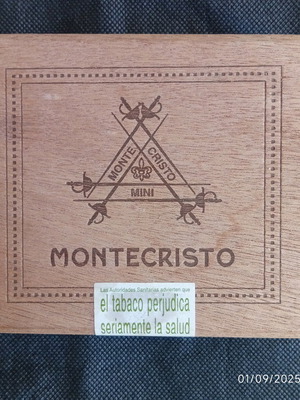 MONTE
CRISTO
MINI
MONTECRISTO
Las Autoridades Sanitarias advierten que
el tabaco perjudica
seriamente la salud
01/09/2025